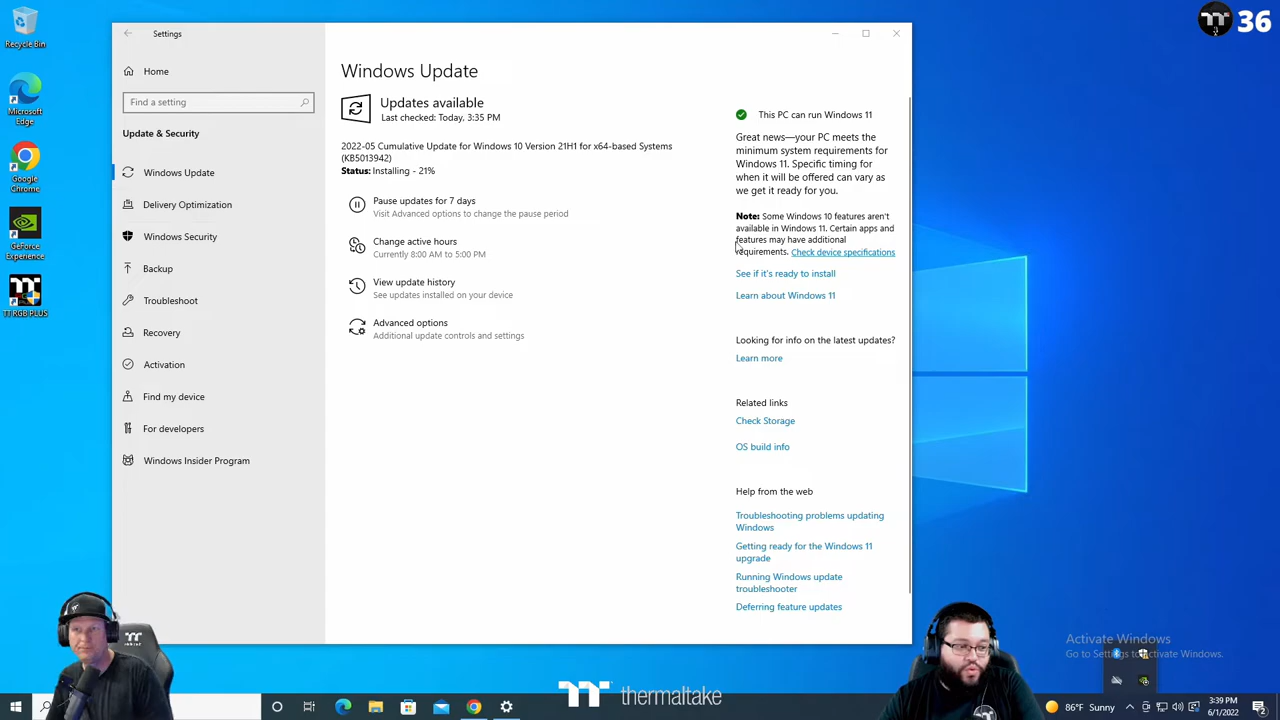 36
Recycle Bin
Microsoft
Edge
Google
Chrome
GeForce
Experience
TT RGB PLUS
Settings
Home
Find a setting
Update & Security
Windows Update
Delivery Optimization
Windows Security
Backup
Troubleshoot
Recovery
Activation
Find my device
For developers
Windows Insider Program
Windows Update
Updates available
Last checked: Today, 3:35 PM
2022-05 Cumulative Update for Windows 10 Version 21H1 for x64-based Systems
(KB5013942)
Status: Installing - 21%
Pause updates for 7 days
Visit Advanced options to change the pause period
Change active hours
Currently 8:00 AM to 5:00 PM
View update history
See updates installed on your device
Advanced options
Additional update controls and settings
This PC can run Windows 11
Great news—your PC meets the
minimum system requirements for
Windows 11. Specific timing for
when it will be offered can vary as
we get it ready for you.
Note: Some Windows 10 features aren't
available in Windows 11. Certain apps and
features may have additional
requirements. Check device specifications
See if it's ready to install
Learn about Windows 11
Looking for info on the latest updates?
Learn more
Related links
Check Storage
OS build info
Help from the web
Troubleshooting problems updating
Windows
Getting ready for the Windows 11
upgrade
Running Windows update
troubleshooter
Deferring feature updates
Activate Windows
Go to Settings to activate Windows.
thermaltake
86°F Sunny
3:39 PM
6/1/2022
2